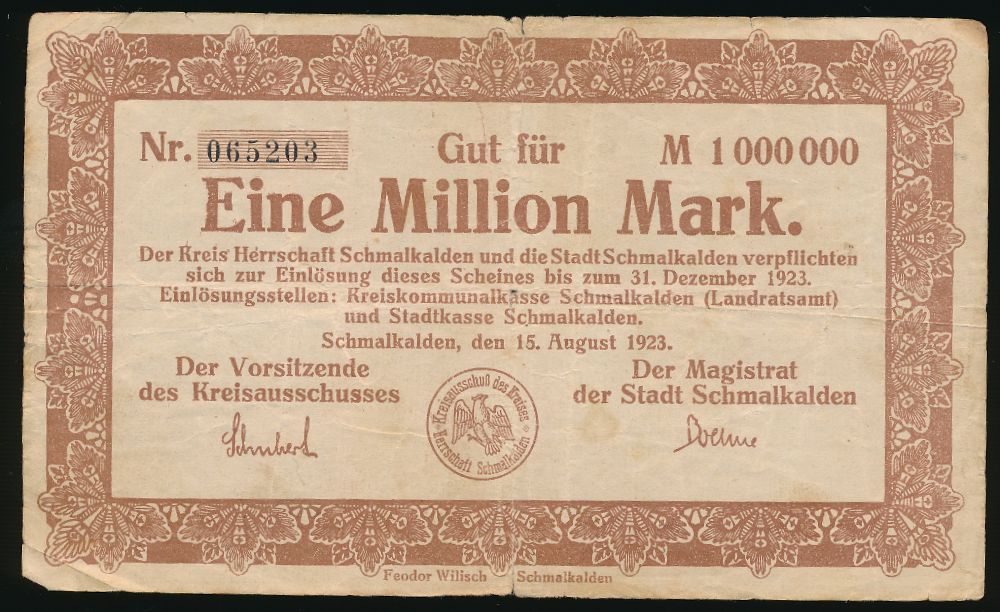 Nr. 065203 Gut für M 1 000 000
Eine Million Mark.
Der Kreis Herrschaft Schmalkalden und die Stadt Schmalkalden verpflichten
sich zur Einlösung dieses Scheines bis zum 31. Dezember 1923.
Einlösungsstellen: Kreiskommunalkasse Schmalkalden (Landratsamt)
und Stadtkasse Schmalkalden.
Schmalkalden, den 15. August 1923.
Der Vorsitzende
des Kreisausschusses
Schubert
Kreisausschuß des Kreises
Herrschaft Schmalkalden
Der Magistrat
der Stadt Schmalkalden
Feodor Wilisch Schmalkalden